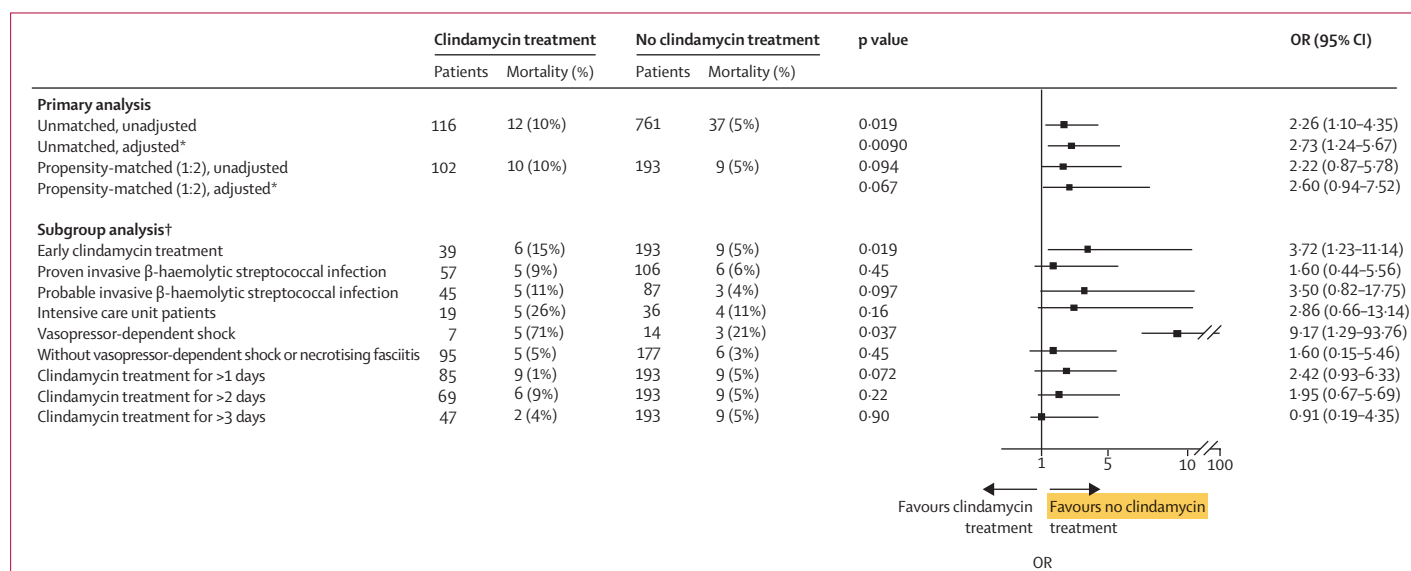 Clindamycin treatment No clindamycin treatment p value OR (95% CI)
Patients Mortality (%) Patients Mortality (%)
Primary analysis
Unmatched, unadjusted 116 12 (10%) 761 37 (5%) 0·019 2·26 (1·10–4·35)
Unmatched, adjusted* 0·0090 2·73 (1·24–5·67)
Propensity-matched (1:2), unadjusted 102 10 (10%) 193 9 (5%) 0·094 2·22 (0·87–5·78)
Propensity-matched (1:2), adjusted* 0·067 2·60 (0·94–7·52)
Subgroup analysis†
Early clindamycin treatment 39 6 (15%) 193 9 (5%) 0·019 3·72 (1·23–11·14)
Proven invasive β-haemolytic streptococcal infection 57 5 (9%) 106 6 (6%) 0·45 1·60 (0·44–5·56)
Probable invasive β-haemolytic streptococcal infection 45 5 (11%) 87 3 (4%) 0·097 3·50 (0·82–17·75)
Intensive care unit patients 19 5 (26%) 36 4 (11%) 0·16 2·86 (0·66–13·14)
Vasopressor-dependent shock 7 5 (71%) 14 3 (21%) 0·037 9·17 (1·29–93·76)
Without vasopressor-dependent shock or necrotising fasciitis 95 5 (5%) 177 6 (3%) 0·45 1·60 (0·15–5·46)
Clindamycin treatment for >1 days 85 9 (1%) 193 9 (5%) 0·072 2·42 (0·93–6·33)
Clindamycin treatment for >2 days 69 6 (9%) 193 9 (5%) 0·22 1·95 (0·67–5·69)
Clindamycin treatment for >3 days 47 2 (4%) 193 9 (5%) 0·90 0·91 (0·19–4·35)
1 5 10 100
Favours clindamycin Favours no clindamycin
treatment treatment
OR